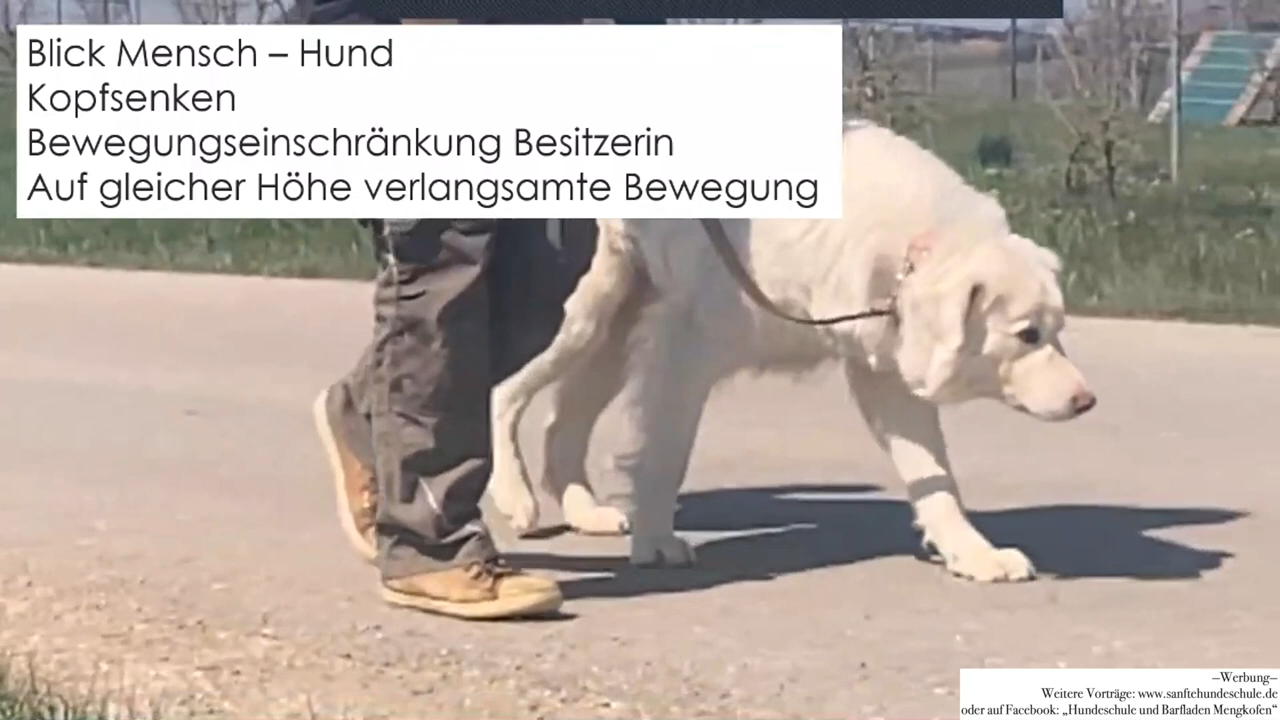 Blick Mensch – Hund
Kopfsenken
Bewegungseinschränkung Besitzerin
Auf gleicher Höhe verlangsamte Bewegung
—Werbung—
Weitere Vorträge: www.sanftehundeschule.de
oder auf Facebook: „Hundeschule und Barfladen Mengkofen“